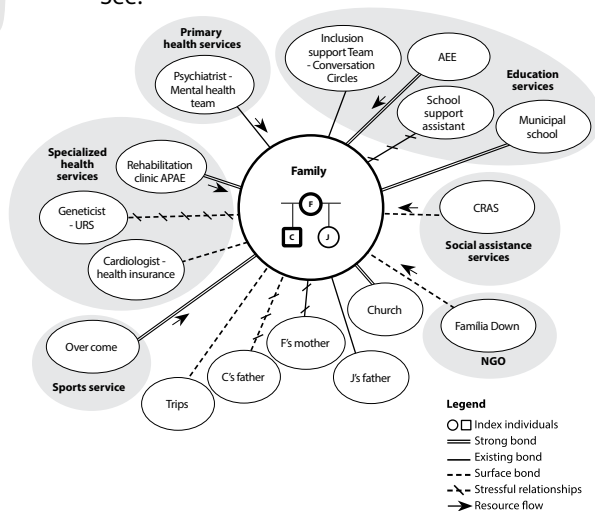 see.
Primary
health services
Psychiatrist -
Mental health
team
Inclusion
support Team
- Conversation
Circles
AEE
Education
services
School
support
assistant
Municipal
school
Specialized
health
services
Rehabilitation
clinic APAE
Geneticist
- URS
Cardiologist -
health insurance
Family
F
C
J
CRAS
Social assistance
services
Família Down
NGO
Over come
Sports service
Trips
C's father
F's mother
J's father
Church
Legend
Index individuals
Strong bond
Existing bond
Surface bond
Stressful relationships
Resource flow